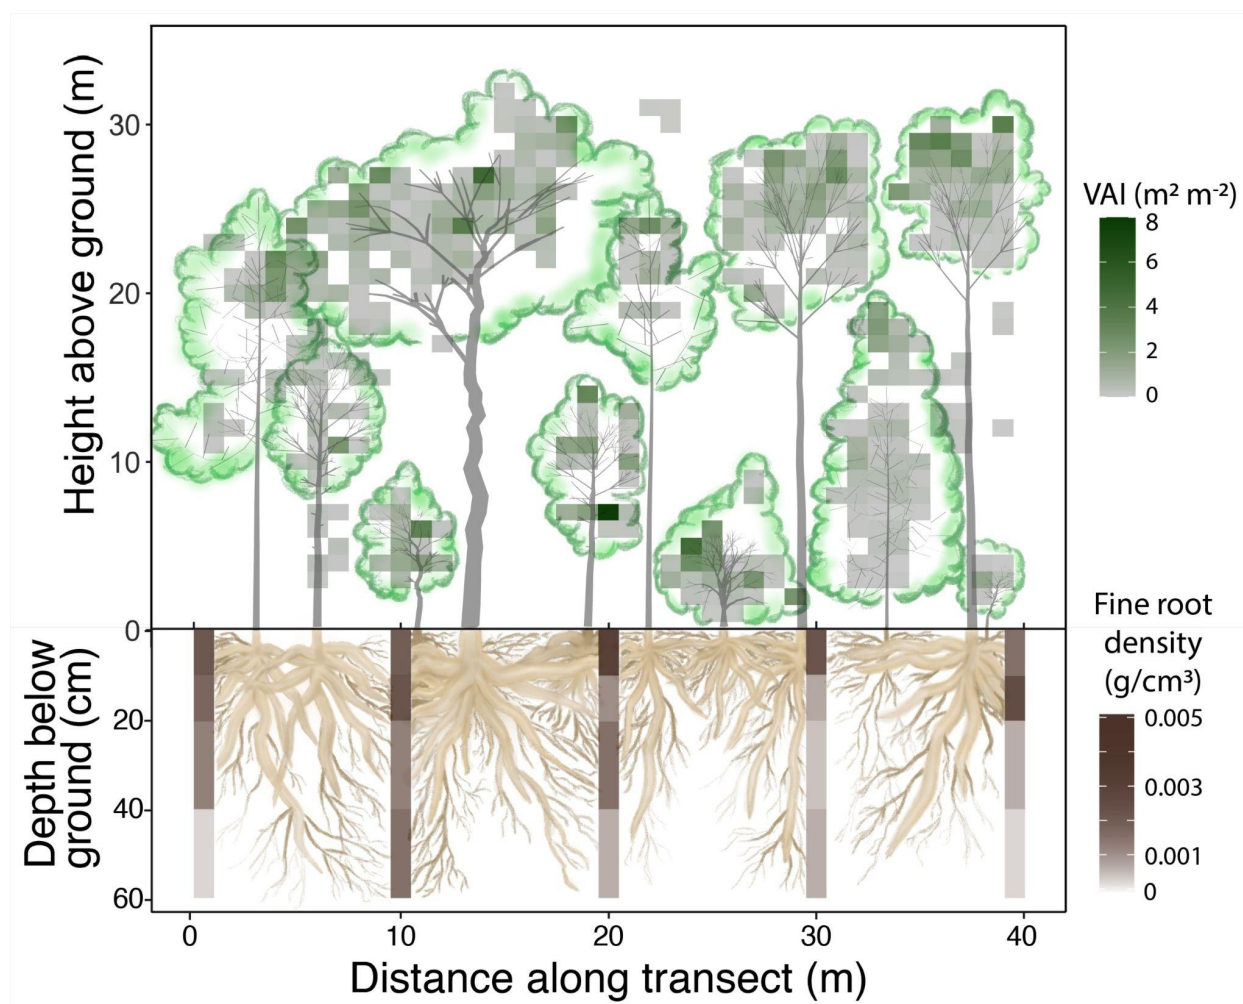 Height above ground (m)
30
20
10
0
Depth below
ground (cm)
20
40
60
0
10
20
30
40
Distance along transect (m)
VAI (m² m⁻²)
8
6
4
2
0
Fine root
density
(g/cm³)
0.005
0.003
0.001
0